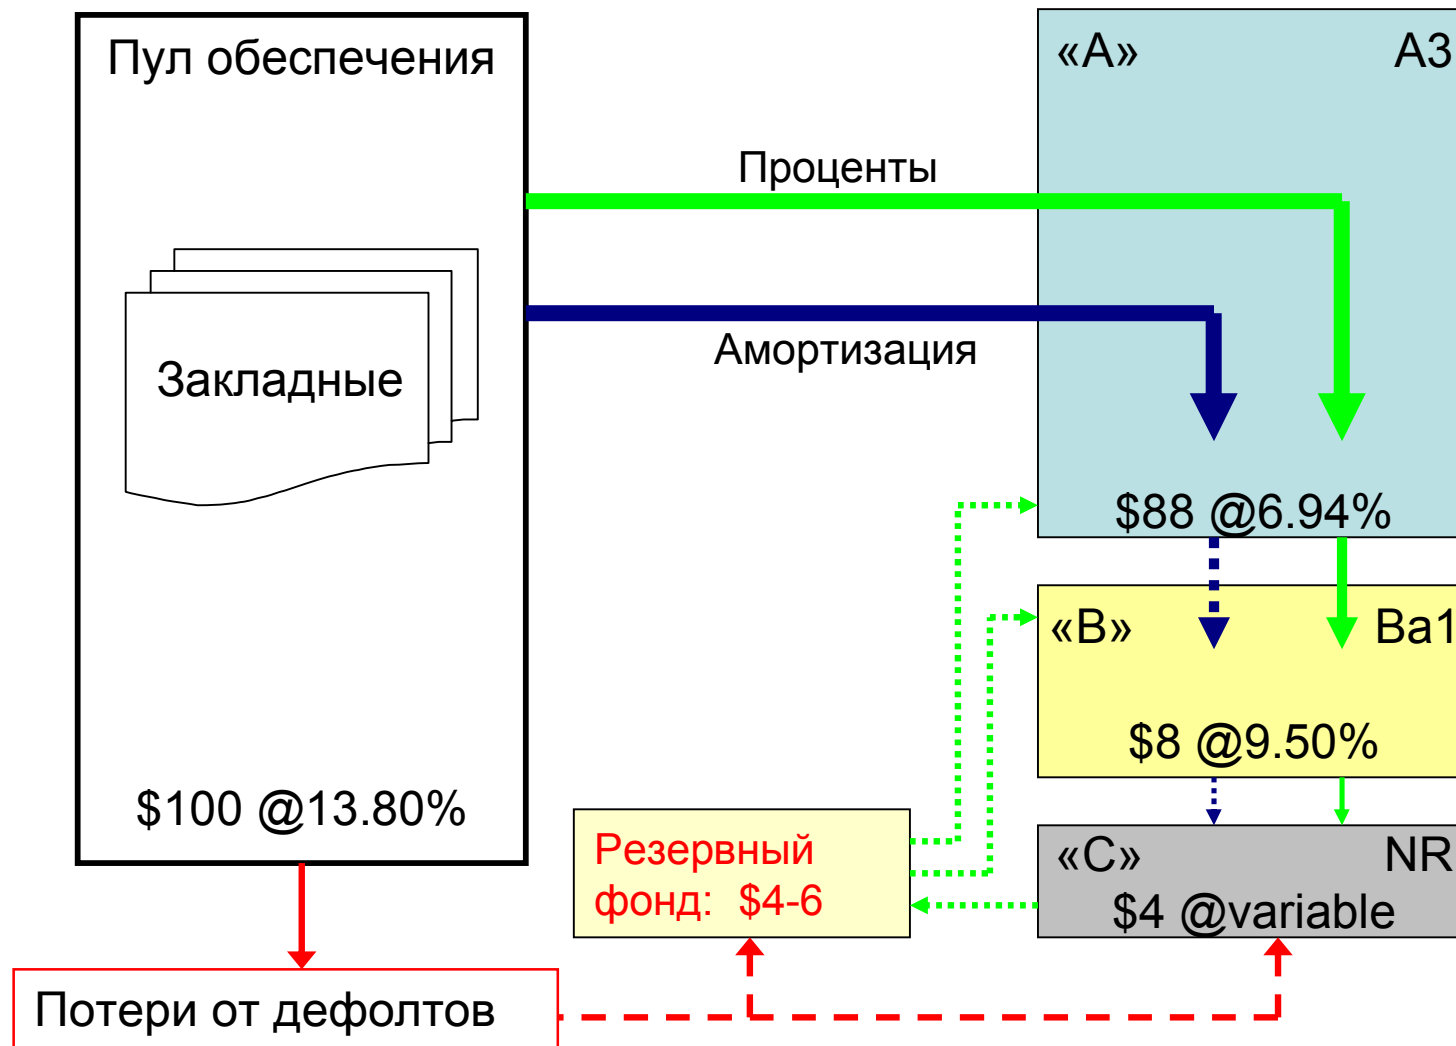 Пул обеспечения
Закладные
$100 @13.80%
Проценты
Амортизация
«A» A3
$88 @6.94%
«B» Ba1
$8 @9.50%
«C» NR
$4 @variable
Резервный
фонд: $4-6
Потери от дефолтов